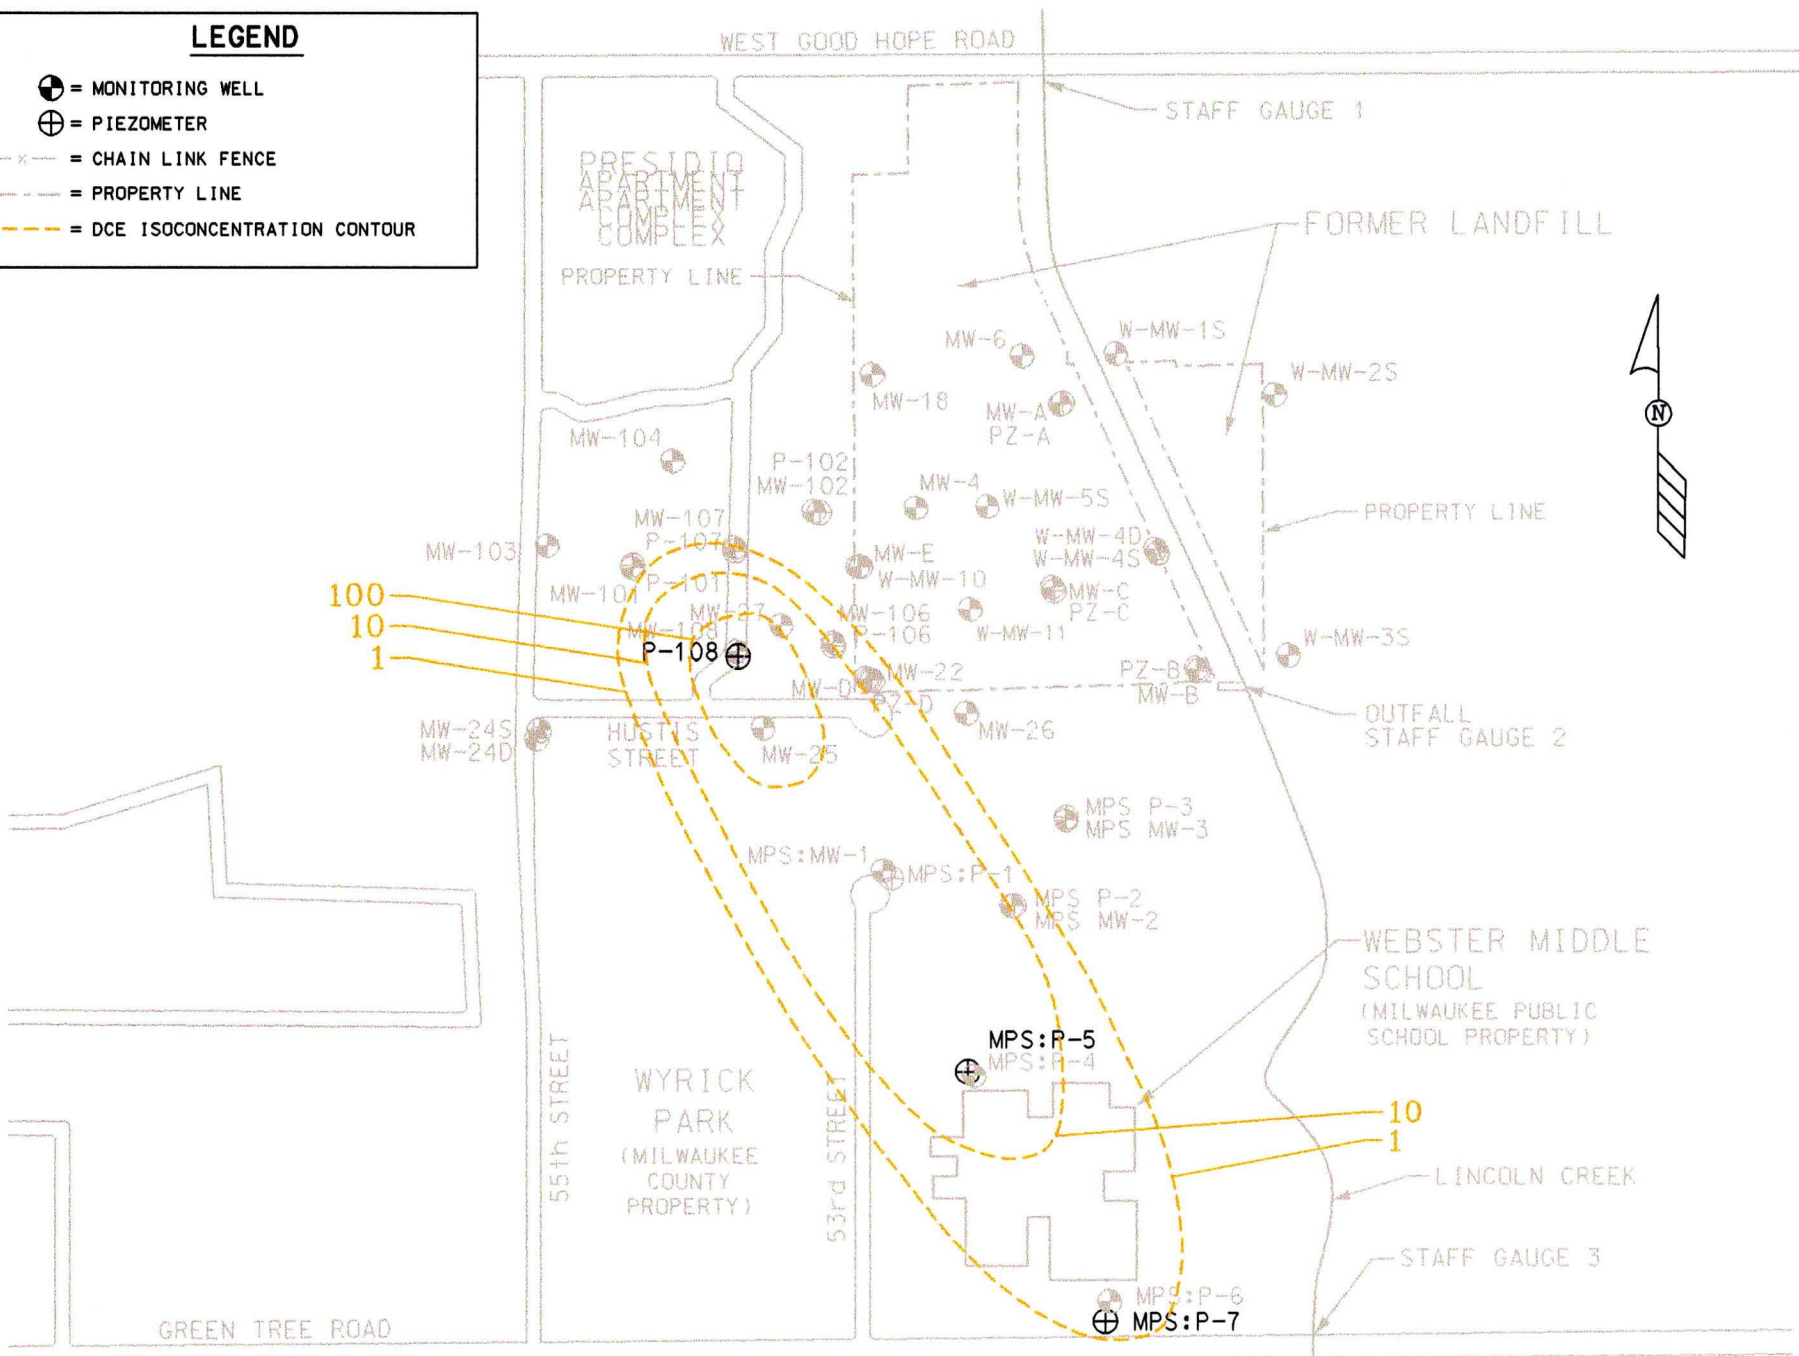 LEGEND
= MONITORING WELL
= PIEZOMETER
= CHAIN LINK FENCE
= PROPERTY LINE
= DCE ISOCONCENTRATION CONTOUR
WEST GOOD HOPE ROAD
STAFF GAUGE 1
PRESIDIO
APARTMENT
APARTMENT
COMPLEX
COMPLEX
FORMER LANDFILL
PROPERTY LINE
MW-6
W-MW-1S
W-MW-2S
MW-18
MW-A
PZ-A
N
MW-104
P-102
MW-102
MW-4
W-MW-5S
PROPERTY LINE
MW-107
P-107
W-MW-4D
W-MW-4S
MW-103
MW-E
W-MW-10
P-101
MW-101
MW-C
PZ-C
100
10
1
MW-27
MW-106
P-106
W-MW-11
MW-108
P-108
W-MW-3S
MW-22
PZ-B
MW-B
MW-D
PZ-D
MW-26
OUTFALL
STAFF GAUGE 2
MW-24S
MW-24D
HUSTIS
STREET
MW-25
MPS P-3
MPS MW-3
MPS:MW-1
MPS:P-1
MPS P-2
MPS MW-2
WEBSTER MIDDLE
SCHOOL
(MILWAUKEE PUBLIC
SCHOOL PROPERTY)
MPS:P-5
MPS:P-4
55th STREET
WYRICK
PARK
(MILWAUKEE
COUNTY
PROPERTY)
53rd STREET
10
1
LINCOLN CREEK
STAFF GAUGE 3
MPS:P-6
MPS:P-7
GREEN TREE ROAD